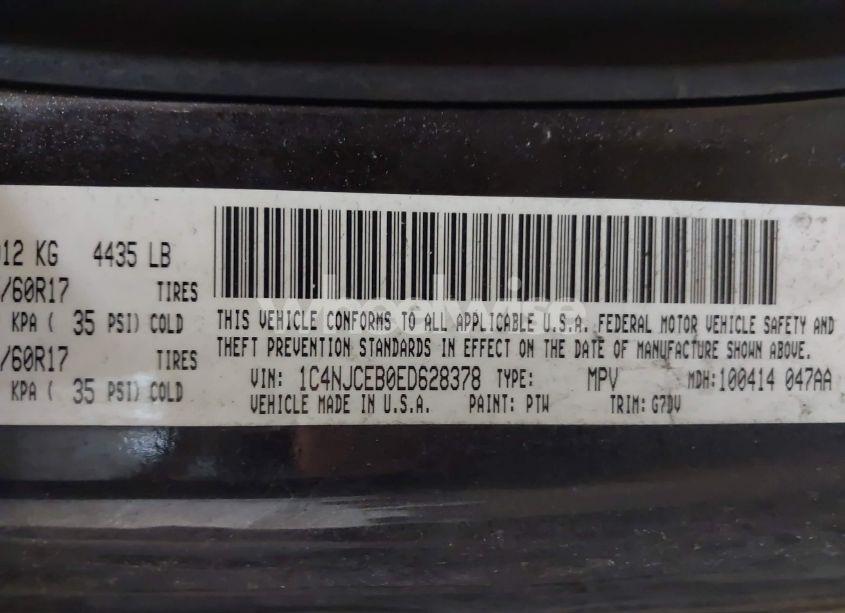 012 KG 4435 LB
/60R17 TIRES
KPA ( 35 PSI) COLD
/60R17 TIRES
KPA ( 35 PSI) COLD
THIS VEHICLE CONFORMS TO ALL APPLICABLE U.S.A. FEDERAL MOTOR VEHICLE SAFETY AND
THEFT PREVENTION STANDARDS IN EFFECT ON THE DATE OF MANUFACTURE SHOWN ABOVE.
VIN: 1C4NJCEB0ED628378 TYPE: MPV MDH:100414 047AA
VEHICLE MADE IN U.S.A. PAINT: PTW TRIM: G7DV
Wheelwise